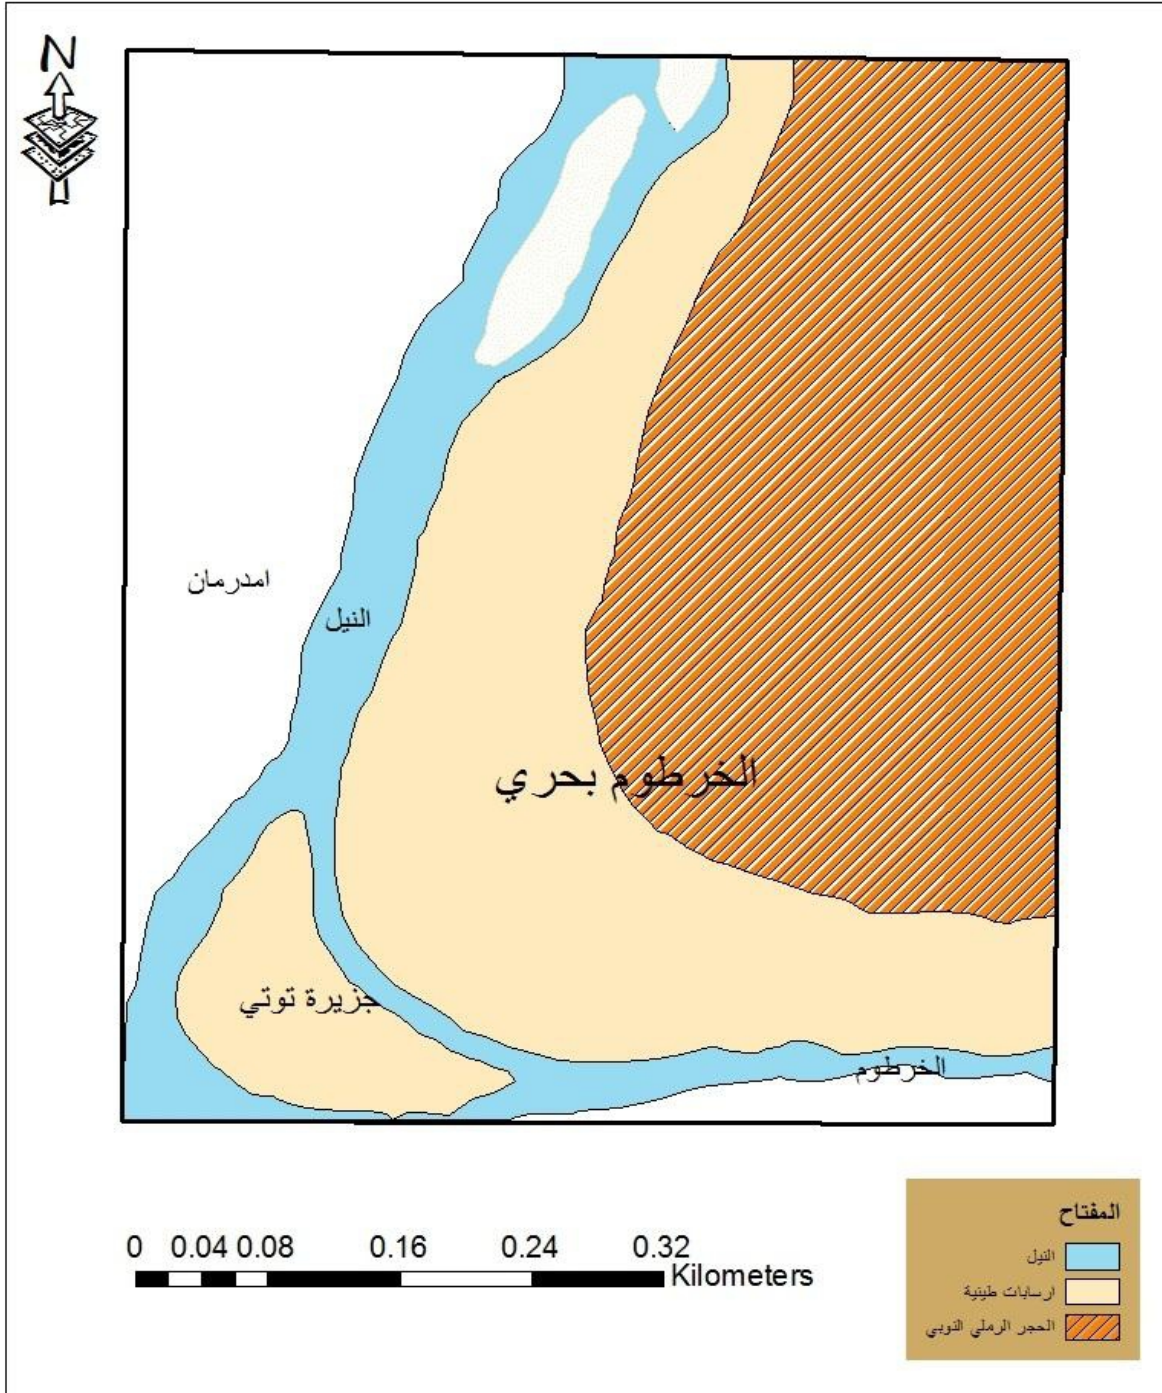 N
امدرمان
النيل
الخرطوم بحري
جزيرة توتي
الخرطوم
0 0.04 0.08 0.16 0.24 0.32
Kilometers
المفتاح
النيل
ارسابات طينية
الحجر الرملي النوبي